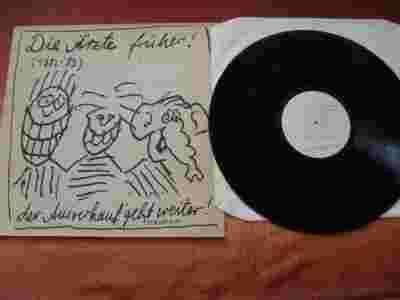 Die Ärzte früher!
der Ausverkauf geht weiter!